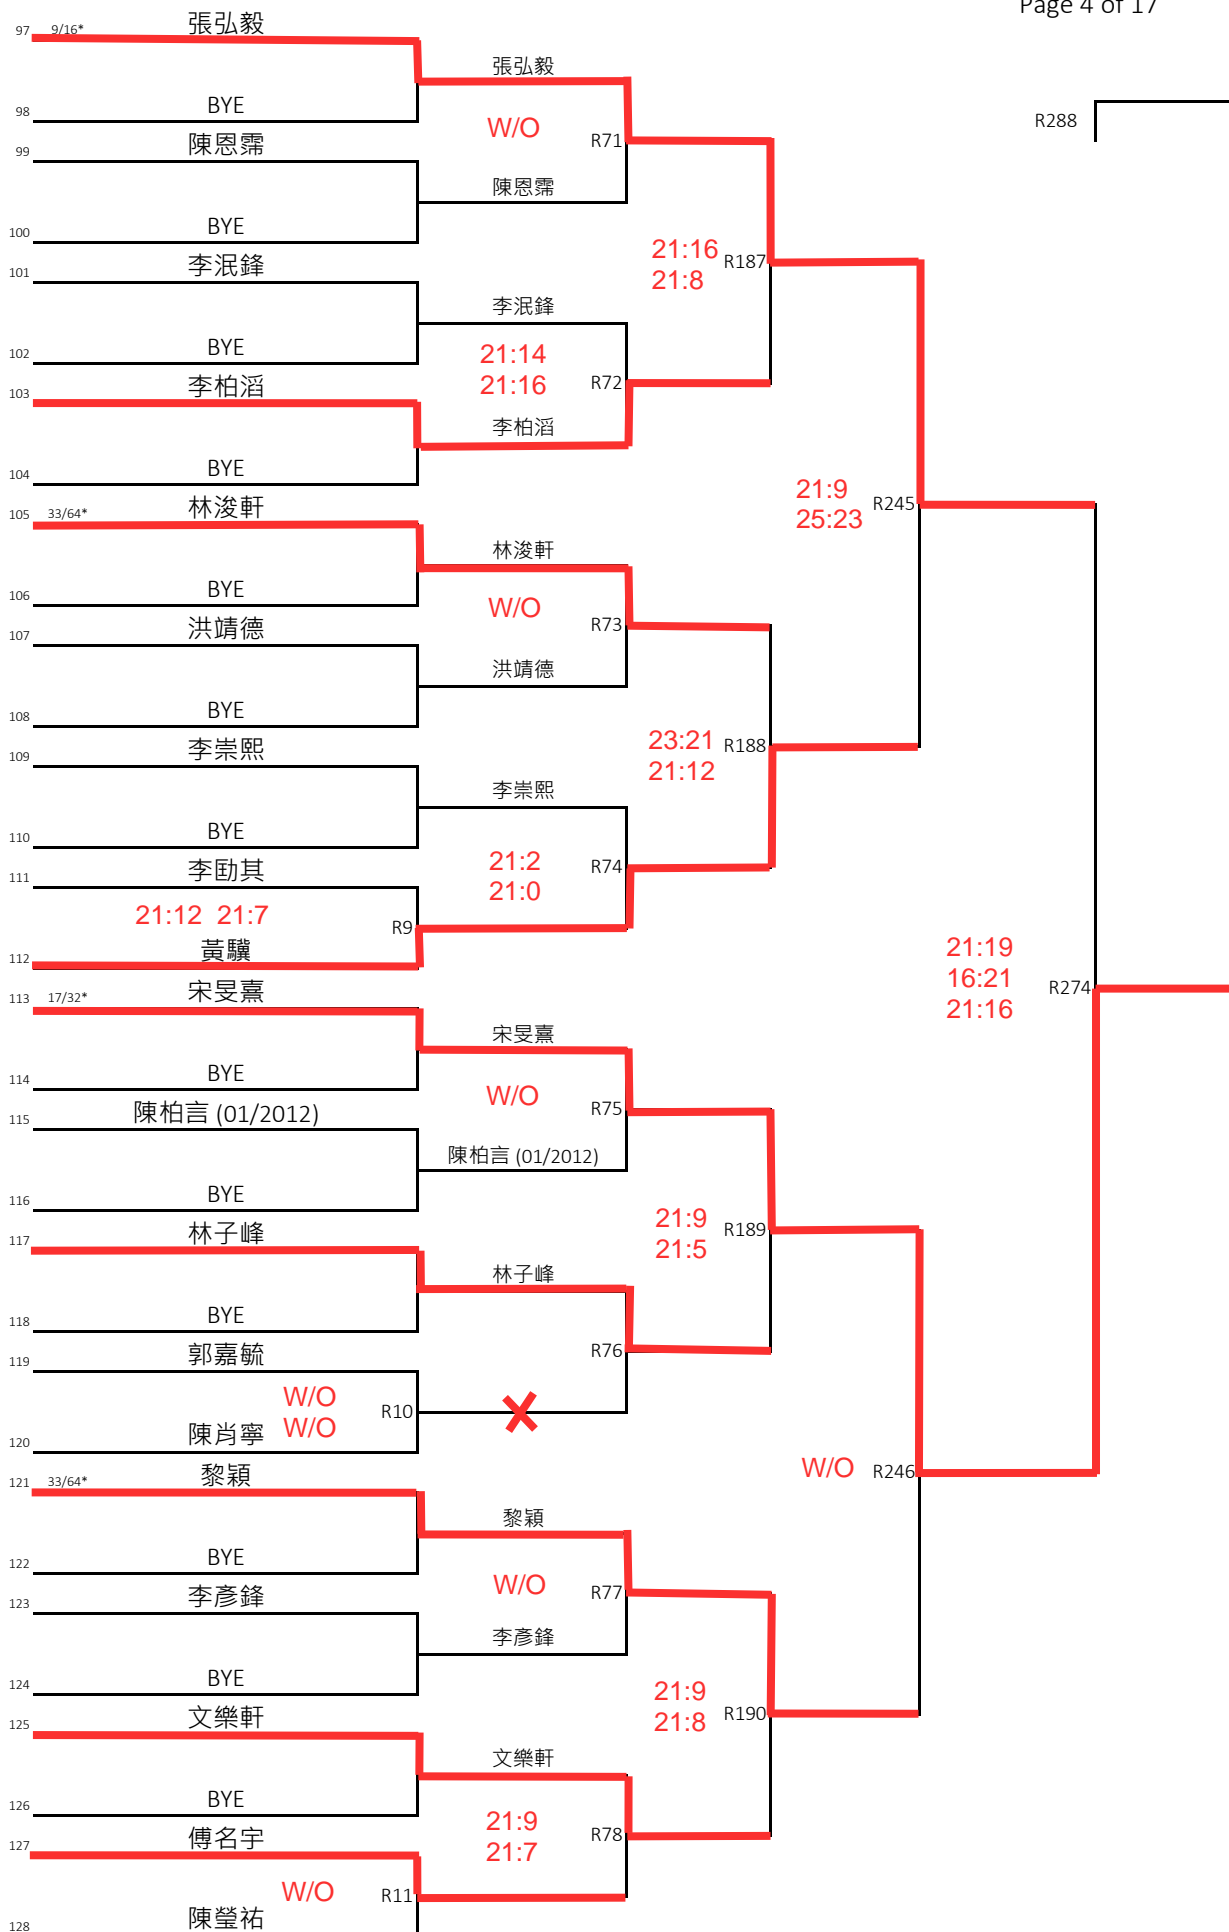 Page 4 of 17
97 9/16* 張弘毅
張弘毅
98 BYE
R288
W/O
R71
99 陳恩霈
陳恩霈
100 BYE
21:16
21:8
R187
101 李泯鋒
李泯鋒
102 BYE
21:14
21:16
R72
103 李柏滔
李柏滔
104 BYE
21:9
25:23
R245
105 33/64* 林浚軒
林浚軒
106 BYE
W/O
R73
107 洪靖德
洪靖德
108 BYE
23:21
21:12
R188
109 李崇熙
李崇熙
110 BYE
21:2
21:0
R74
111 李劻其
21:12 21:7
R9
112 黃驥
21:19
16:21
21:16
R274
113 17/32* 宋旻熹
宋旻熹
114 BYE
W/O
R75
115 陳柏言 (01/2012)
陳柏言 (01/2012)
116 BYE
21:9
21:5
R189
117 林子峰
林子峰
118 BYE
R76
119 郭嘉毓
W/O
W/O
R10
120 陳肖寧
W/O
R246
121 33/64* 黎穎
黎穎
122 BYE
W/O
R77
123 李彥鋒
李彥鋒
124 BYE
21:9
21:8
R190
125 文樂軒
文樂軒
126 BYE
21:9
21:7
R78
127 傅名宇
W/O
R11
128 陳瑩祐